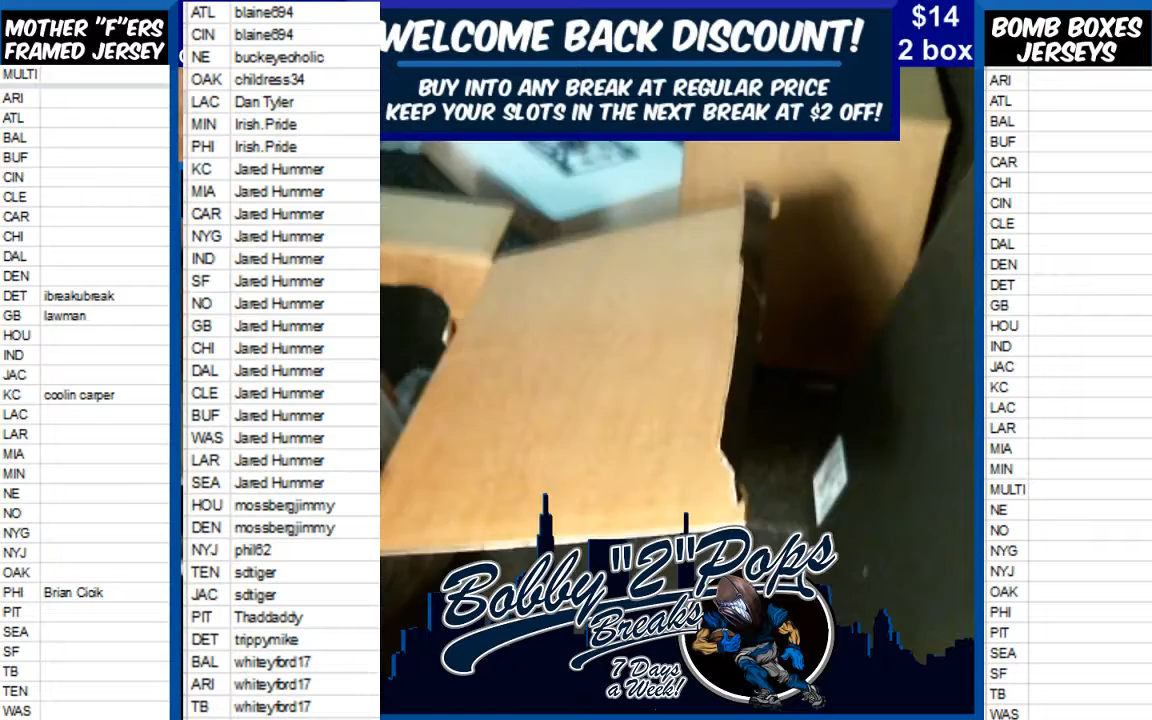 MOTHER "F"ERS
FRAMED JERSEY
MULTI
ARI
ATL
BAL
BUF
CIN
CLE
CAR
CHI
DAL
DEN
DET ibreakubreak
GB lawman
HOU
IND
JAC
KC coolin carper
LAC
LAR
MIA
MIN
NE
NO
NYG
NYJ
OAK
PHI Brian Cicik
PIT
SEA
SF
TB
TEN
WAS
ATL blaine694
CIN blaine694
NE buckeyeoholic
OAK childress34
LAC Dan Tyler
MIN Irish.Pride
PHI Irish.Pride
KC Jared Hummer
MIA Jared Hummer
CAR Jared Hummer
NYG Jared Hummer
IND Jared Hummer
SF Jared Hummer
NO Jared Hummer
GB Jared Hummer
CHI Jared Hummer
DAL Jared Hummer
CLE Jared Hummer
BUF Jared Hummer
WAS Jared Hummer
LAR Jared Hummer
SEA Jared Hummer
HOU mossbergjimmy
DEN mossbergjimmy
NYJ phil62
TEN sdtiger
JAC sdtiger
PIT Thaddaddy
DET trippymike
BAL whiteyford17
ARI whiteyford17
TB whiteyford17
WELCOME BACK DISCOUNT!
BUY INTO ANY BREAK AT REGULAR PRICE
KEEP YOUR SLOTS IN THE NEXT BREAK AT $2 OFF!
$14
2 box
Bobby "2" Pops
Breaks
7 Days
a Week!
BOMB BOXES
JERSEYS
ARI
ATL
BAL
BUF
CAR
CHI
CIN
CLE
DAL
DEN
DET
GB
HOU
IND
JAC
KC
LAC
LAR
MIA
MIN
MULTI
NE
NO
NYG
NYJ
OAK
PHI
PIT
SEA
SF
TB
WAS